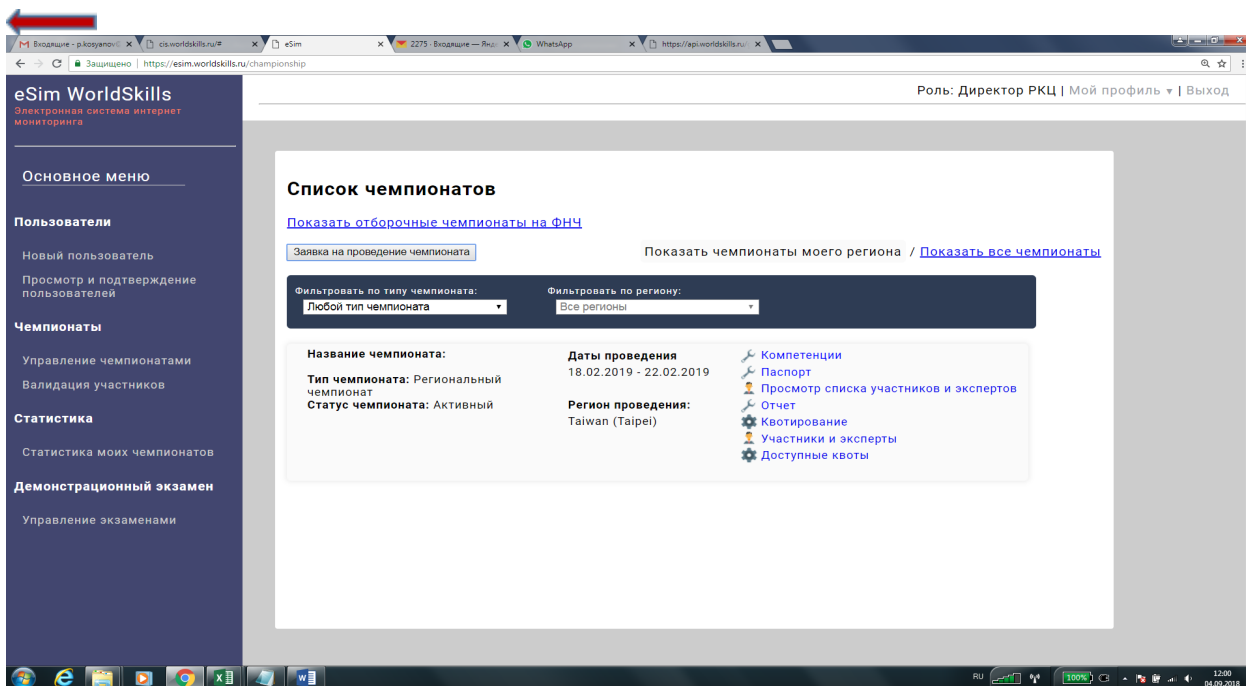 Входящие - p.kosyanov
cis.worldskills.ru/#
eSim
2275 · Входящие — Янд
WhatsApp
https://api.worldskills.ru/
Защищено | https://esim.worldskills.ru/championship
eSim WorldSkills
Электронная система интернет
мониторинга
Роль: Директор РКЦ | Мой профиль ▾ | Выход
Основное меню
Пользователи
Новый пользователь
Просмотр и подтверждение
пользователей
Чемпионаты
Управление чемпионатами
Валидация участников
Статистика
Статистика моих чемпионатов
Демонстрационный экзамен
Управление экзаменами
Список чемпионатов
Показать отборочные чемпионаты на ФНЧ
Заявка на проведение чемпионата
Показать чемпионаты моего региона / Показать все чемпионаты
Фильтровать по типу чемпионата:
Любой тип чемпионата
Фильтровать по региону:
Все регионы
Название чемпионата:
Тип чемпионата: Региональный
чемпионат
Статус чемпионата: Активный
Даты проведения
18.02.2019 - 22.02.2019
Регион проведения:
Taiwan (Taipei)
Компетенции
Паспорт
Просмотр списка участников и экспертов
Отчет
Квотирование
Участники и эксперты
Доступные квоты
RU
100%
12:00
04.09.2018